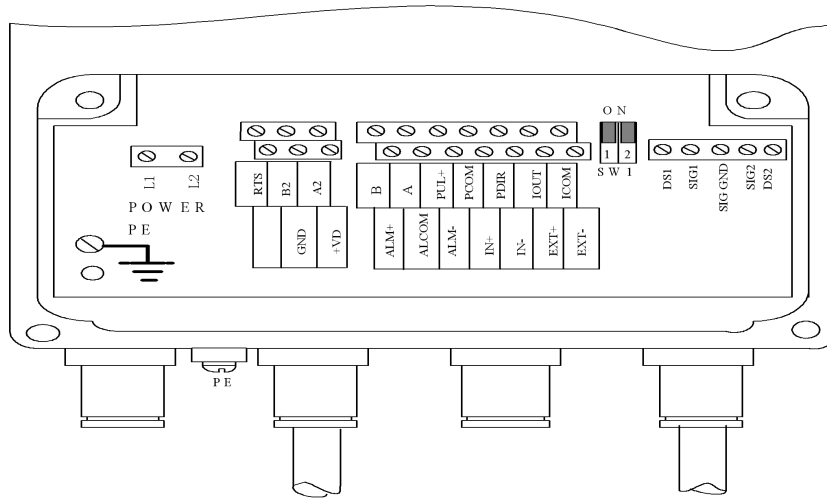 O N
1 2
S W 1
L1 L2
P O W E R
P E
RTS B2 A2
GND +VD
B A PUL+ PCOM PDIR IOUT ICOM
ALM+ ALCOM ALM- IN+ IN- EXT+ EXT-
DS1 SIG1 SIG GND SIG2 DS2
P E